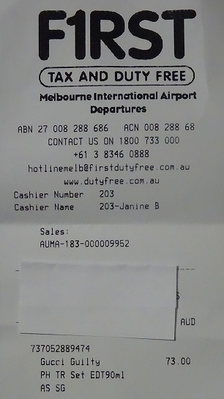 F1RST
TAX AND DUTY FREE
Melbourne International Airport
Departures
ABN 27 008 288 686 ACN 008 288 68
CONTACT US ON 1800 733 000
+61 3 8346 0888
hotlinemelb@firstdutyfree.com.au
www.dutyfree.com.au
Cashier Number 203
Cashier Name 203-Janine B
Sales:
AUMA-183-000009952
AUD
737052889474
Gucci Guilty 73.00
PH TR Set EDT90ml
AS SG